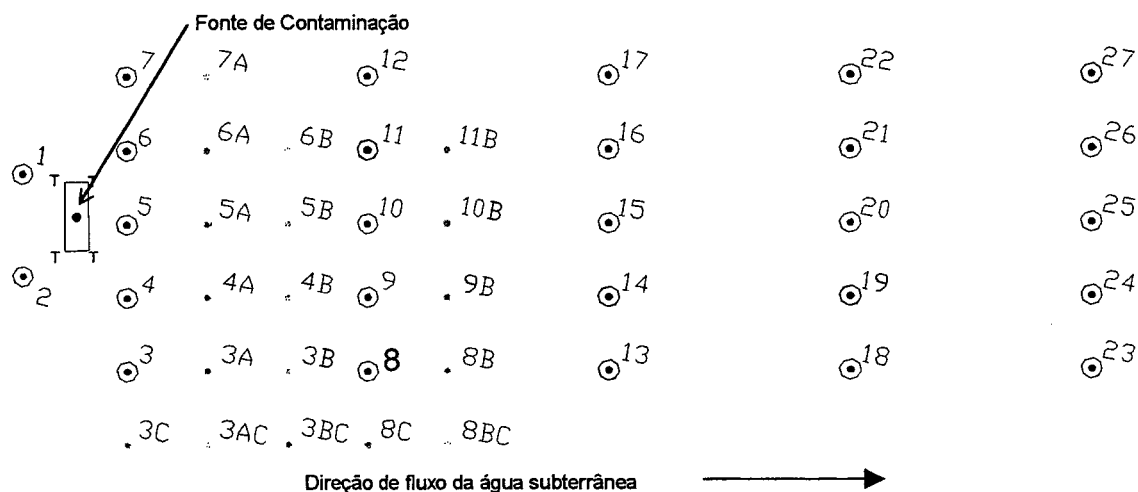 Fonte de Contaminação
7 7A 12 17 22 27
6 6A 6B 11 11B 16 21 26
1
T T
5 5A 5B 10 10B 15 20 25
T T
2
4 4A 4B 9 9B 14 19 24
3 3A 3B 8 8B 13 18 23
3C 3AC 3BC 8C 8BC
Direção de fluxo da água subterrânea